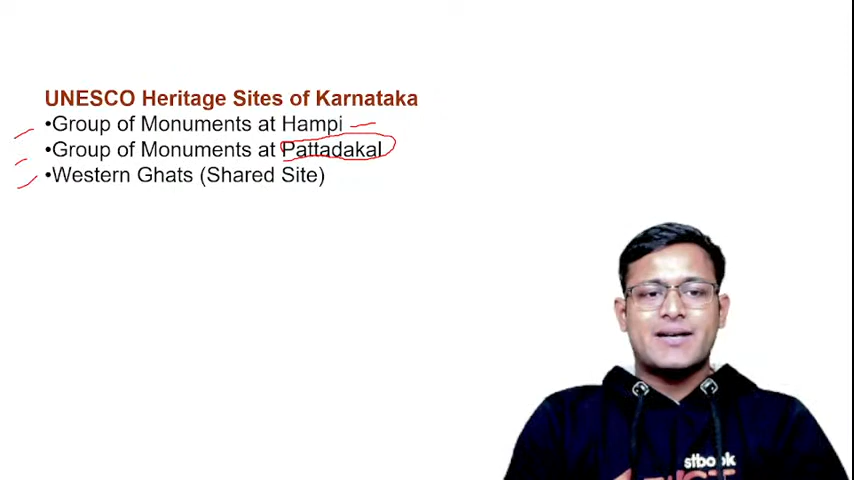 UNESCO Heritage Sites of Karnataka
•Group of Monuments at Hampi
•Group of Monuments at Pattadakal
•Western Ghats (Shared Site)
stbook